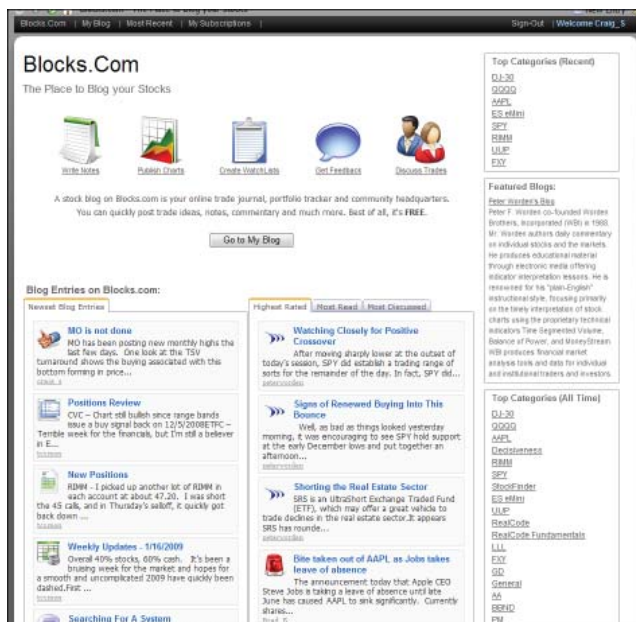 Blocks.Com | My Blog | Most Recent | My Subscriptions |
Sign-Out | Welcome Craig_S
Blocks.Com
The Place to Blog your Stocks
Write Notes
Publish Charts
Create WatchLists
Get Feedback
Discuss Trades
A stock blog on Blocks.com is your online trade journal, portfolio tracker and community headquarters.
You can quickly post trade ideas, notes, commentary and much more. Best of all, it's FREE.
Go to My Blog
Blog Entries on Blocks.com:
Newest Blog Entries
MO is not done
MO has been posting new monthly highs the
last few days. One look at the TSV
turnaround shows the buying associated with this
bottom forming in price...
Positions Review
CVC – Chart still bullish since range bands
issue a buy signal back on 12/5/2008ETFC –
Terrible week for the financials, but I'm still a believer
in E...
New Positions
RIMM - I picked up another lot of RIMM in
each account at about 47.20. I was short
the 45 calls, and in Thuraday's selloff, it quickly got
back down ...
Weekly Updates - 1/16/2009
Overall 40% stocks, 60% cash. It's been a
bruising week for the market and hopes for
a smooth and uncomplicated 2009 have quickly been
dashed.First ...
Searching For A System
Highest Rated
Most Read
Most Discussed
Watching Closely for Positive
Crossover
After moving sharply lower at the outset of
today's session, SPY did establish a trading range of
sorts for the remainder of the day. In fact, SPY did...
peterworden
Signs of Renewed Buying Into This
Bounce
Well, as bad as things looked yesterday
morning, it was encouraging to see SPY hold support
at the early December lows and put together an
afternoon...
peterworden
Shorting the Real Estate Sector
SRS is an UltraShort Exchange Traded Fund
(ETF), which may offer a great vehicle to
trade declines in the real estate sector.It appears
SRS has rounde...
peterworden
Bite taken out of AAPL as Jobs takes
leave of absence
The announcement today that Apple CEO
Steve Jobs is taking a leave of absence until late
June has caused AAPL to sink significantly. Currently
shares...
Top Categories (Recent)
DJ-30
QQQQ
AAPL
ES eMini
SPY
RIMM
UUP
FXY
Featured Blogs:
Peter Worden's Blog
Peter F. Worden co-founded Worden
Brothers, Incorporated (WBI) in 1988.
Mr. Worden authors daily commentary
on individual stocks and the markets.
He produces educational material
through electronic media offering
indicator interpretation lessons. He is
renowned for his "plain-English"
instructional style, focusing primarily
on the timely interpretation of stock
charts using the proprietary technical
indicators Time Segmented Volume,
Balance of Power, and MoneyStream.
WBI produces financial market
analysis tools and data for individual
and institutional traders and investors.
Top Categories (All Time)
DJ-30
QQQQ
AAPL
Decisiveness
RIMM
SPY
StockFinder
ES eMini
UUP
RealCode
RealCode Fundamentals
LLL
FXY
GD
General
AA
BBND
PM